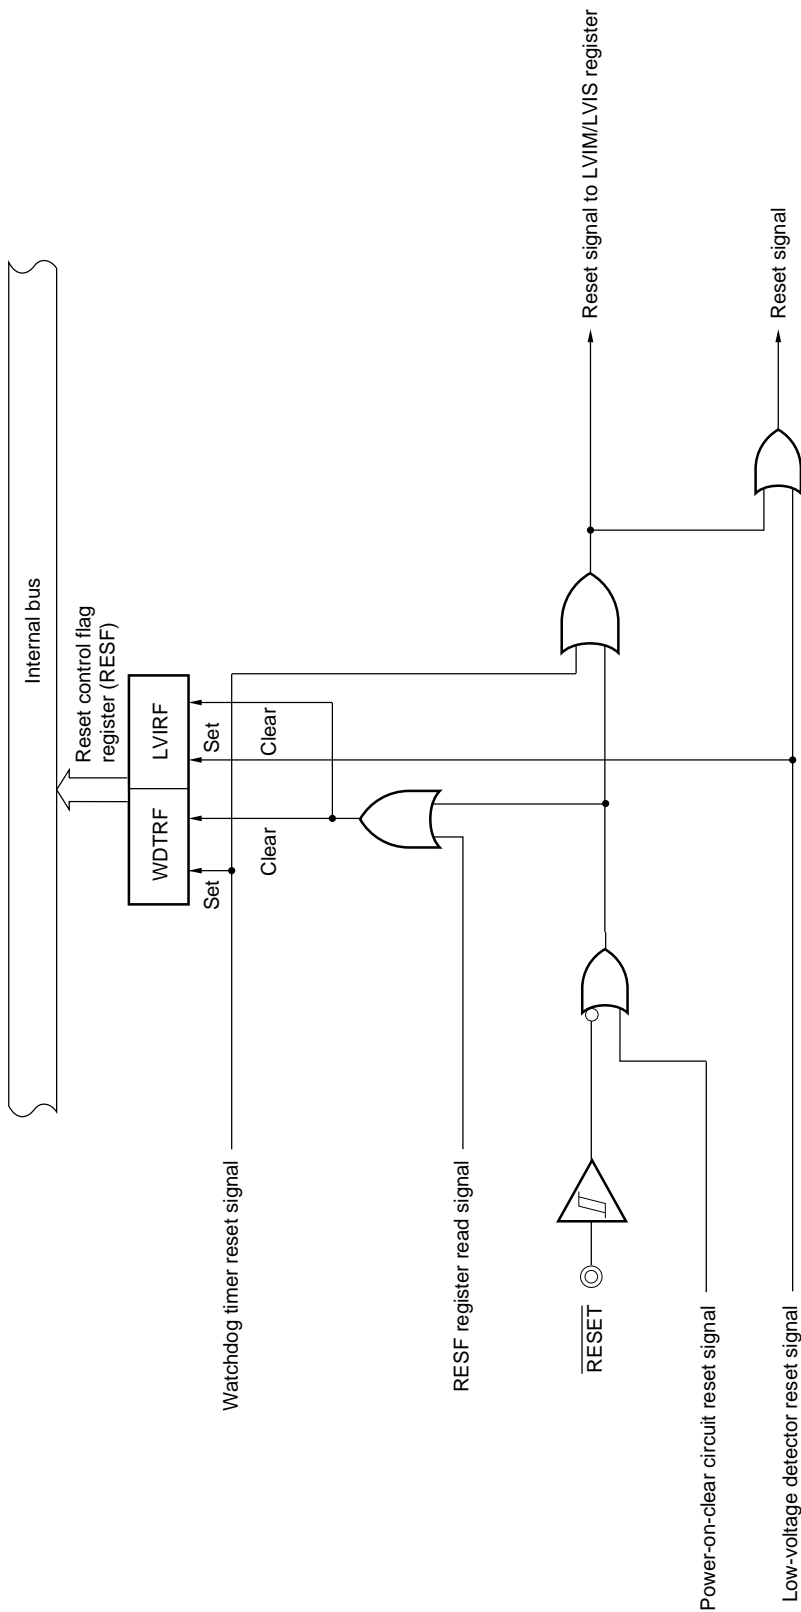 Internal bus
Reset control flag
register (RESF)
WDTRF
LVIRF
Set
Clear
Set
Clear
Watchdog timer reset signal
RESF register read signal
RESET
Power-on-clear circuit reset signal
Low-voltage detector reset signal
Reset signal to LVIM/LVIS register
Reset signal